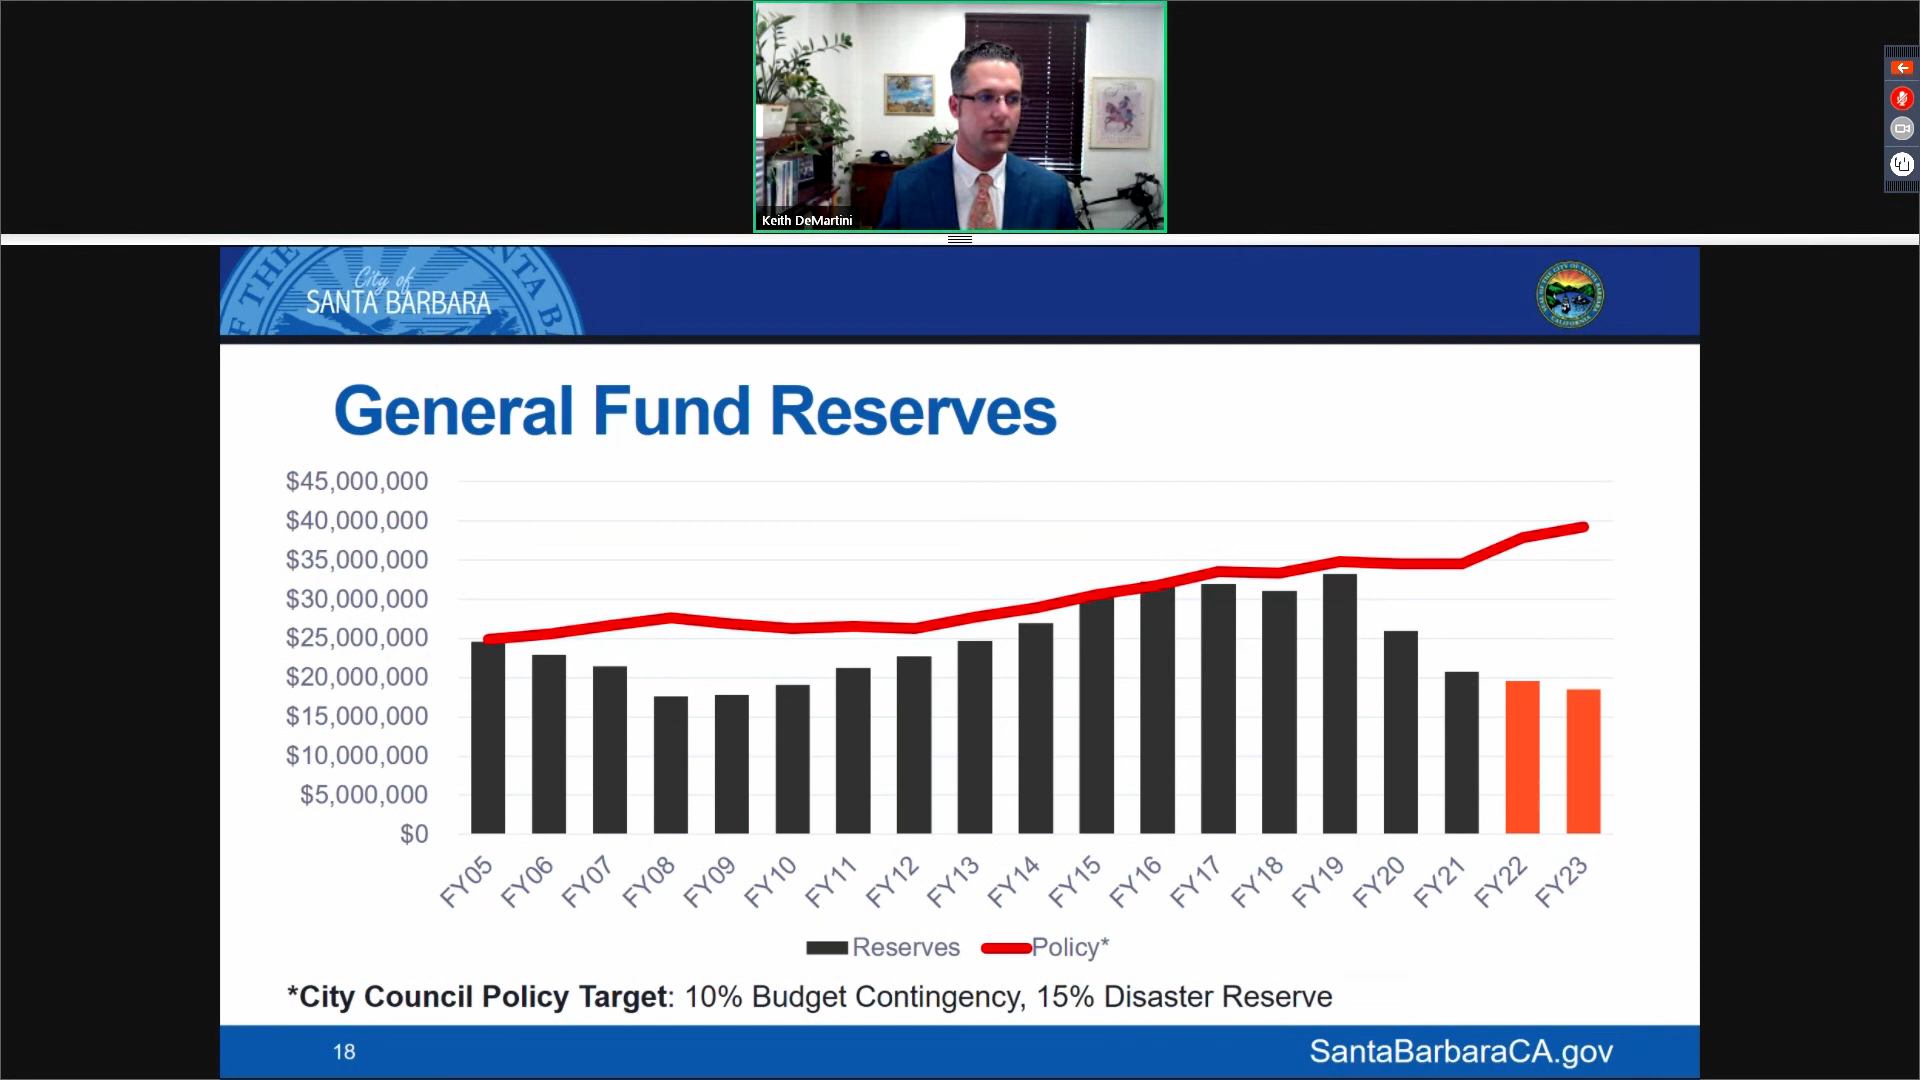 Keith DeMartini
City of
SANTA BARBARA
General Fund Reserves
$45,000,000
$40,000,000
$35,000,000
$30,000,000
$25,000,000
$20,000,000
$15,000,000
$10,000,000
$5,000,000
$0
FY05 FY06 FY07 FY08 FY09 FY10 FY11 FY12 FY13 FY14 FY15 FY16 FY17 FY18 FY19 FY20 FY21 FY22 FY23
Reserves Policy*
*City Council Policy Target: 10% Budget Contingency, 15% Disaster Reserve
18 SantaBarbaraCA.gov